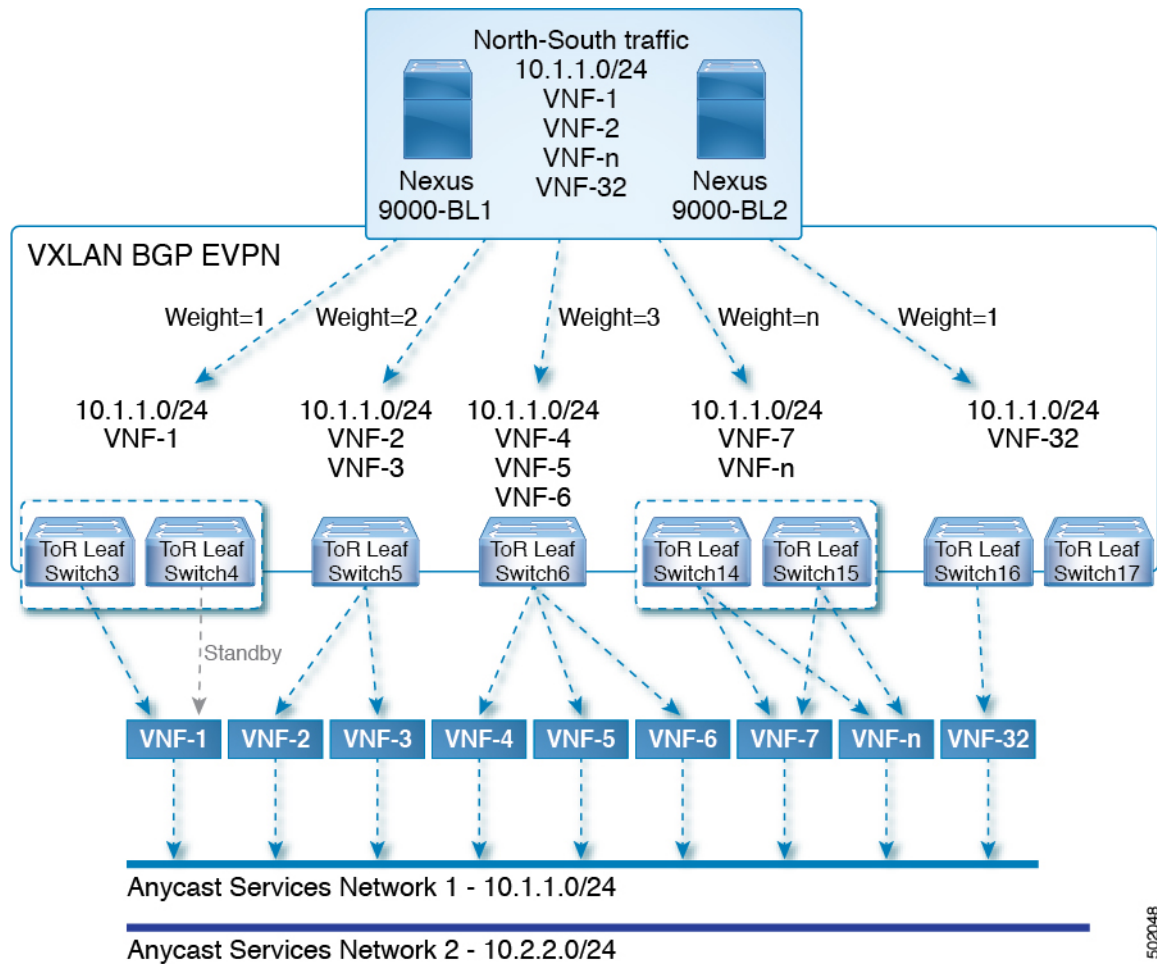 North-South traffic
10.1.1.0/24
VNF-1
VNF-2
VNF-n
VNF-32
Nexus
9000-BL1
Nexus
9000-BL2
VXLAN BGP EVPN
Weight=1
Weight=2
Weight=3
Weight=n
Weight=1
10.1.1.0/24
VNF-1
10.1.1.0/24
VNF-2
VNF-3
10.1.1.0/24
VNF-4
VNF-5
VNF-6
10.1.1.0/24
VNF-7
VNF-n
10.1.1.0/24
VNF-32
ToR Leaf
Switch3
ToR Leaf
Switch4
ToR Leaf
Switch5
ToR Leaf
Switch6
ToR Leaf
Switch14
ToR Leaf
Switch15
ToR Leaf
Switch16
ToR Leaf
Switch17
Standby
VNF-1
VNF-2
VNF-3
VNF-4
VNF-5
VNF-6
VNF-7
VNF-n
VNF-32
Anycast Services Network 1 - 10.1.1.0/24
Anycast Services Network 2 - 10.2.2.0/24
502048